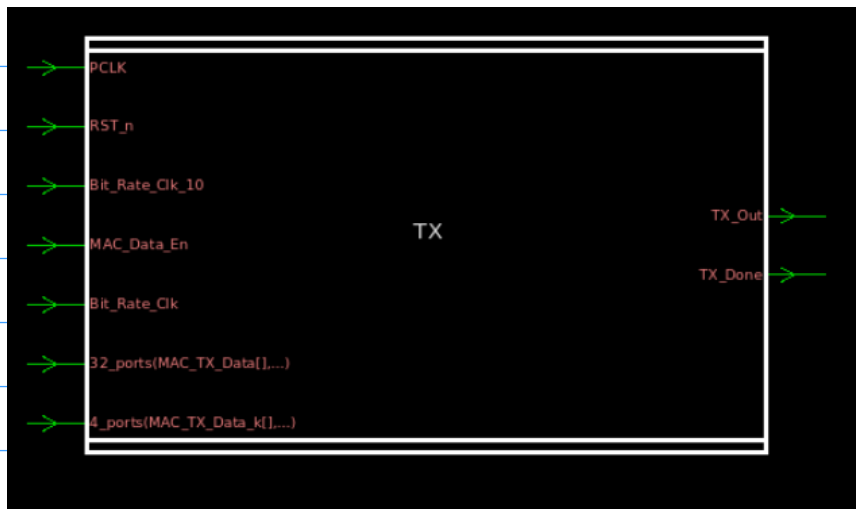 PCLK
RST_n
Bit_Rate_Clk_10
MAC_Data_En
Bit_Rate_Clk
32_ports(MAC_TX_Data[],...)
4_ports(MAC_TX_Data_k[],...)
TX
TX_Out
TX_Done